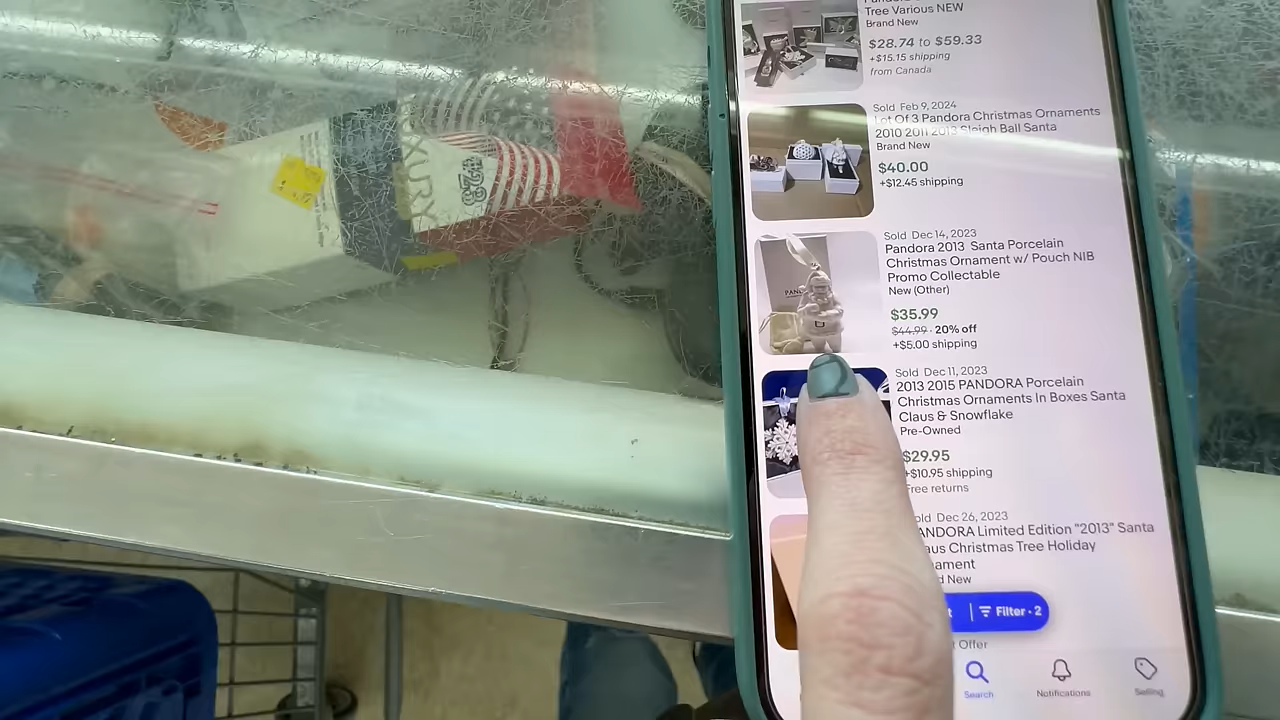 Tree Various NEW
Brand New
$28.74 to $59.33
+$15.15 shipping
from Canada
Sold Feb 9, 2024
Lot Of 3 Pandora Christmas Ornaments
2010 2011 2013 Sleigh Ball Santa
Brand New
$40.00
+$12.45 shipping
Sold Dec 14, 2023
Pandora 2013 Santa Porcelain
Christmas Ornament w/ Pouch NIB
Promo Collectable
New (Other)
$35.99
$44.99 · 20% off
+$5.00 shipping
Sold Dec 11, 2023
2013 2015 PANDORA Porcelain
Christmas Ornaments In Boxes Santa
Claus & Snowflake
Pre-Owned
$29.95
+$10.95 shipping
Free returns
Dec 26, 2023
Limited Edition "2013" Santa
Christmas Tree Holiday
Filter · 2
Offer
Search
Notifications
Selling